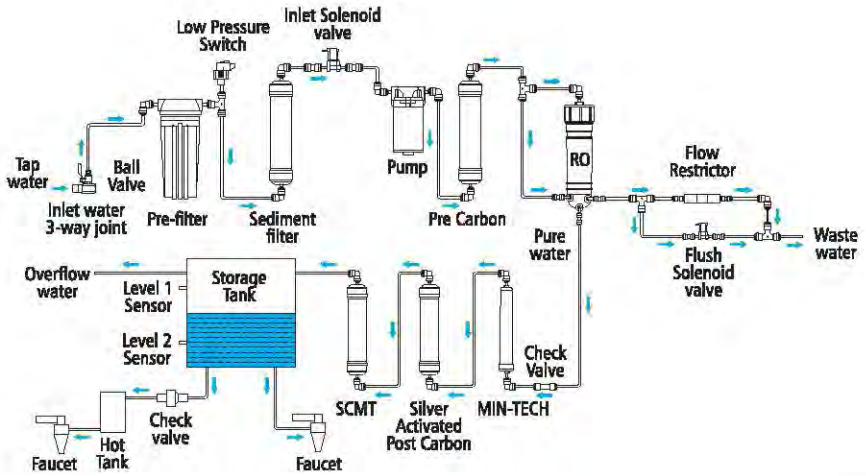 Low Pressure
Switch
Inlet Solenoid
valve
Tap
water
Inlet water
3-way joint
Ball
Valve
Pre-filter
Sediment
filter
Pump
Pre Carbon
RO
Flow
Restrictor
Pure
water
Flush
Solenoid
valve
Waste
water
Overflow
water
Storage
Tank
Level 1
Sensor
Level 2
Sensor
SCMT
Silver
Activated
Post Carbon
MIN-TECH
Check
Valve
Check
valve
Hot
Tank
Faucet
Faucet